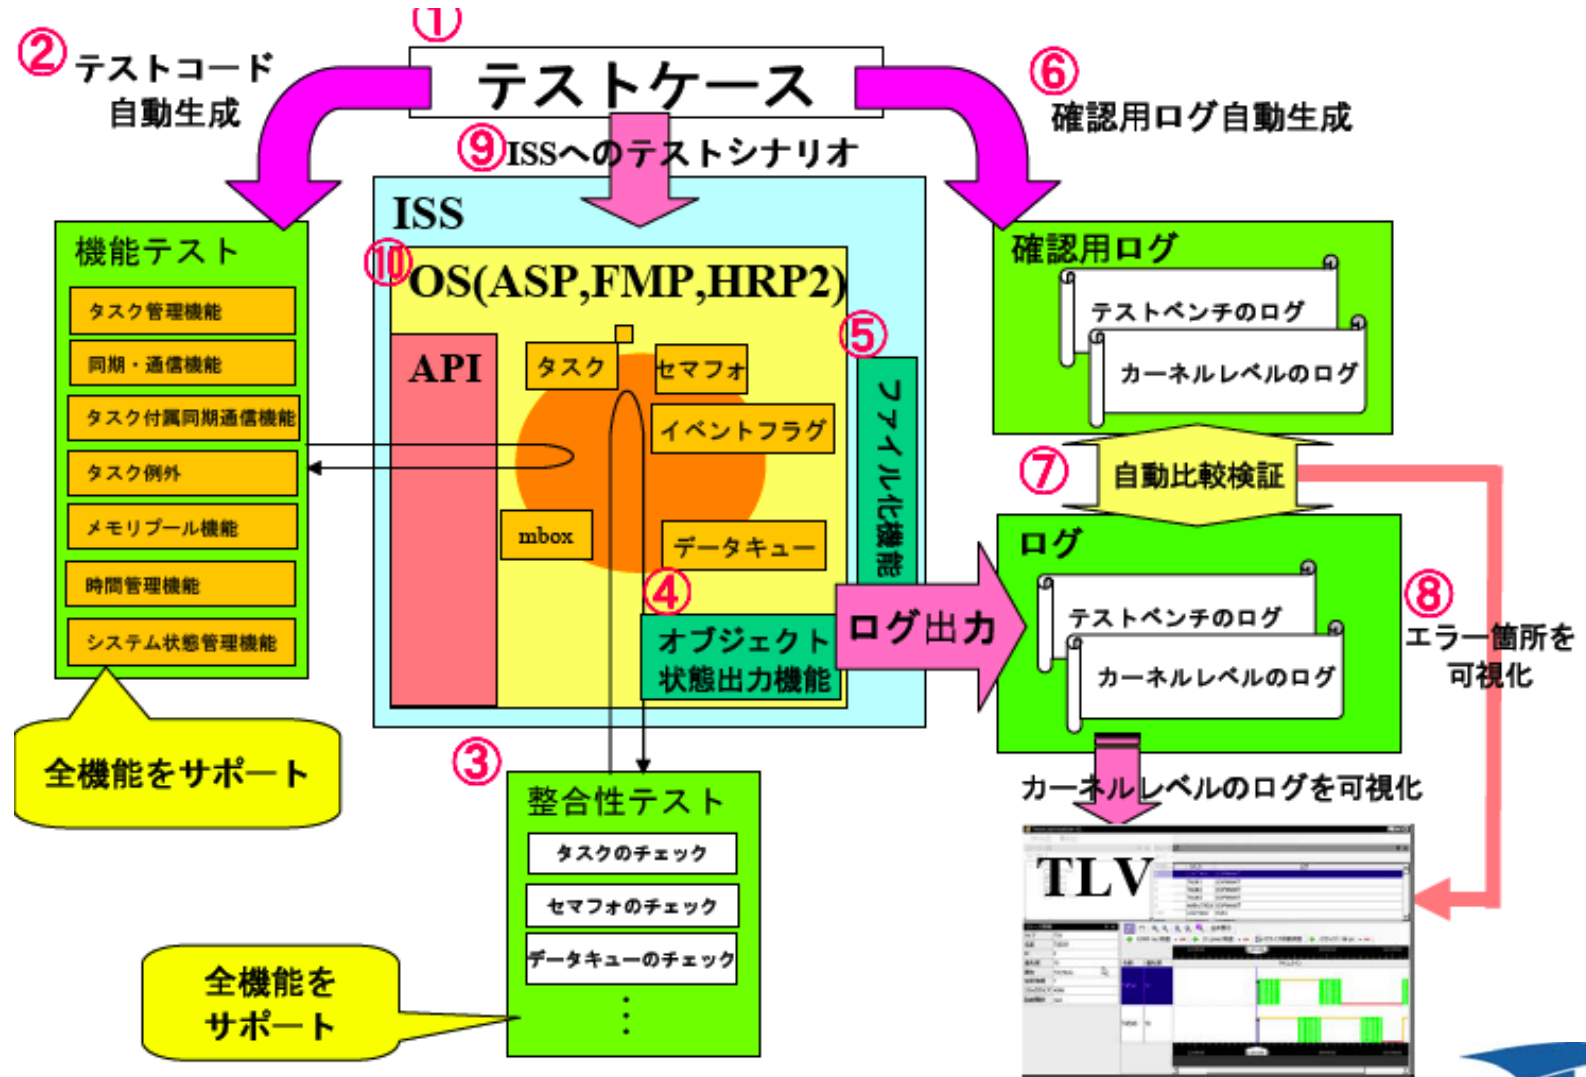 ①
テストケース
②
テストコード
自動生成
⑥
確認用ログ自動生成
⑨
ISSへのテストシナリオ
機能テスト
タスク管理機能
同期・通信機能
タスク付属同期通信機能
タスク例外
メモリプール機能
時間管理機能
システム状態管理機能
全機能をサポート
ISS
⑩
OS(ASP,FMP,HRP2)
API
タスク
セマフォ
イベントフラグ
mbox
データキュー
⑤
ファイル化機能
④
オブジェクト
状態出力機能
ログ出力
③
整合性テスト
タスクのチェック
セマフォのチェック
データキューのチェック
⋮
全機能を
サポート
確認用ログ
テストベンチのログ
カーネルレベルのログ
⑦
自動比較検証
ログ
テストベンチのログ
カーネルレベルのログ
⑧
エラー箇所を
可視化
カーネルレベルのログを可視化
TLV